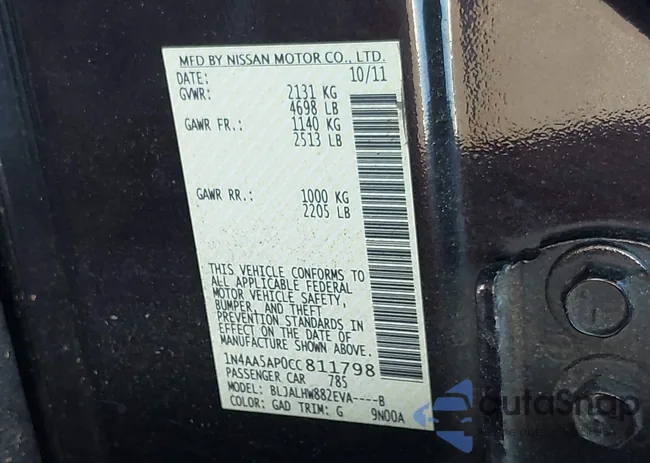 MFD BY NISSAN MOTOR CO., LTD.
DATE: 10/11
GVWR: 2131 KG
4698 LB
GAWR FR.: 1140 KG
2513 LB
GAWR RR.: 1000 KG
2205 LB
THIS VEHICLE CONFORMS TO
ALL APPLICABLE FEDERAL
MOTOR VEHICLE SAFETY,
BUMPER, AND THEFT
PREVENTION STANDARDS IN
EFFECT ON THE DATE OF
MANUFACTURE SHOWN ABOVE.
1N4AA5AP0CC811798
PASSENGER CAR 785
MODEL: BLJALHW882EVA----B
COLOR: GAD TRIM: G 9N00A
autoSnap